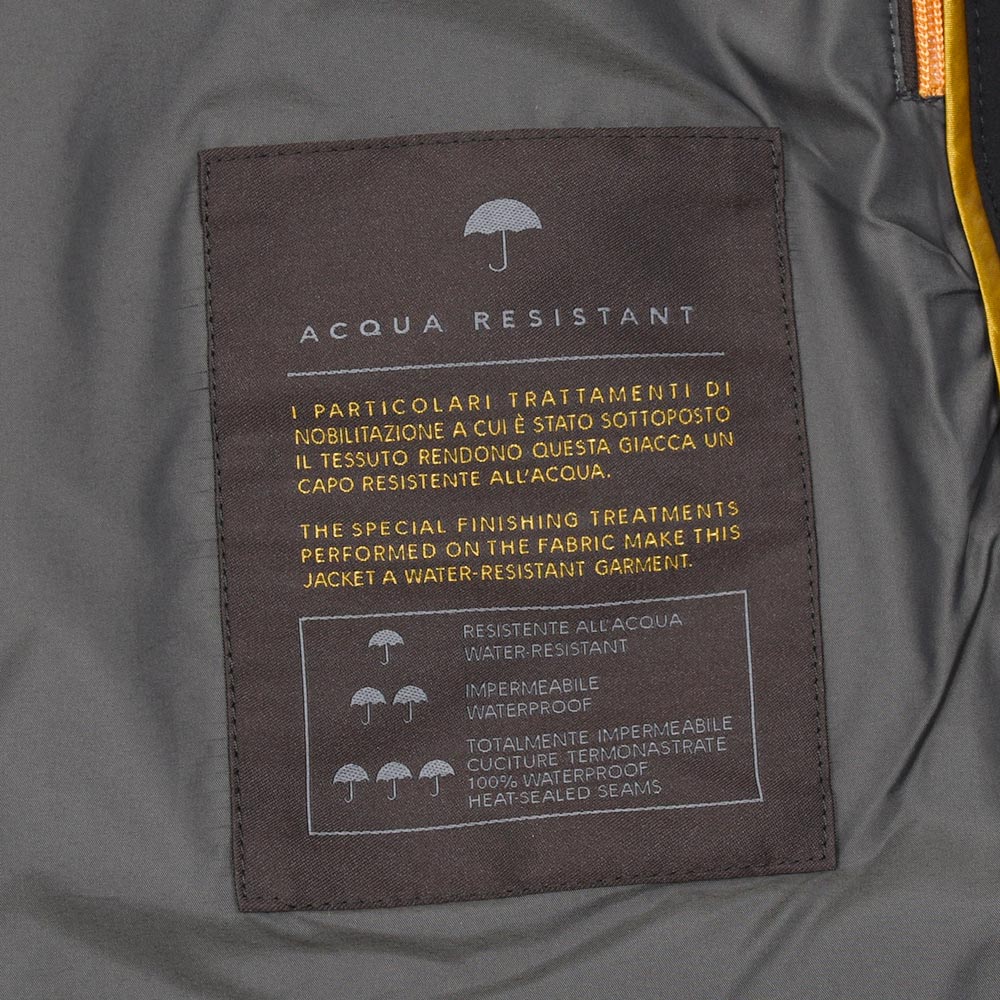 ACQUA RESISTANT
I PARTICOLARI TRATTAMENTI DI
NOBILITAZIONE A CUI È STATO SOTTOPOSTO
IL TESSUTO RENDONO QUESTA GIACCA UN
CAPO RESISTENTE ALL'ACQUA.
THE SPECIAL FINISHING TREATMENTS
PERFORMED ON THE FABRIC MAKE THIS
JACKET A WATER-RESISTANT GARMENT.
RESISTENTE ALL'ACQUA
WATER-RESISTANT
IMPERMEABILE
WATERPROOF
TOTALMENTE IMPERMEABILE
CUCITURE TERMONASTRATE
100% WATERPROOF
HEAT-SEALED SEAMS